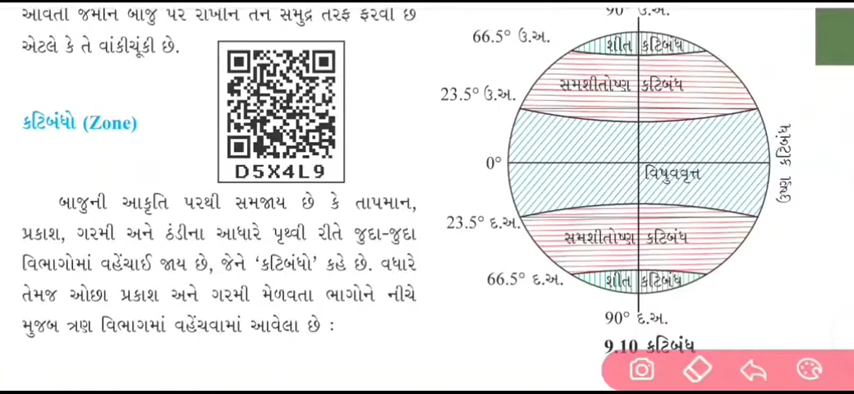 આવતી જમીન બાજુ પર રાખીને તેને સમુદ્ર તરફ ફરવી છે
એટલે કે તે વાંકીચૂંકી છે.
D5X4L9
કટિબંધો (Zone)
બાજુની આકૃતિ પરથી સમજાય છે કે તાપમાન,
પ્રકાશ, ગરમી અને ઠંડીના આધારે પૃથ્વી રીતે જુદા-જુદા
વિભાગોમાં વહેંચાઈ જાય છે, જેને ‘કટિબંધો’ કહે છે. વધારે
તેમજ ઓછા પ્રકાશ અને ગરમી મેળવતા ભાગોને નીચે
મુજબ ત્રણ વિભાગમાં વહેંચવામાં આવેલા છે :
90° ઉ.અ.
66.5° ઉ.અ.
શીત કટિબંધ
સમશીતોષ્ણ કટિબંધ
23.5° ઉ.અ.
0°
વિષુવવૃત્ત
ઉષ્ણ કટિબંધ
23.5° દ.અ.
સમશીતોષ્ણ કટિબંધ
66.5° દ.અ.
શીત કટિબંધ
90° દ.અ.
9.10 કટિબંધ